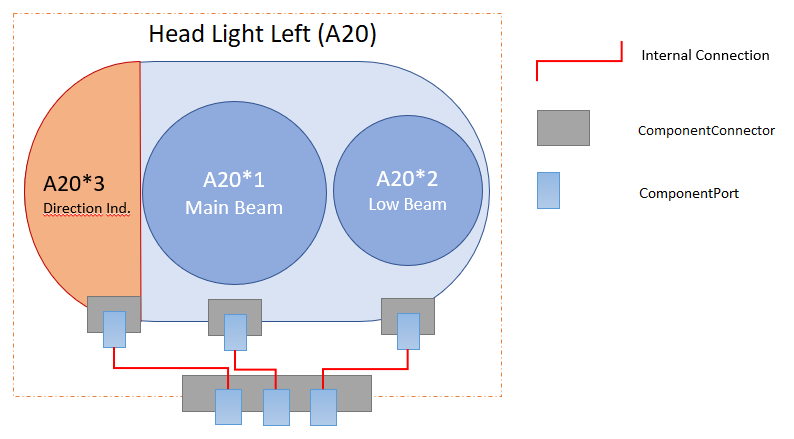 Head Light Left (A20)
A20*3
Direction Ind.
A20*1
Main Beam
A20*2
Low Beam
Internal Connection
ComponentConnector
ComponentPort